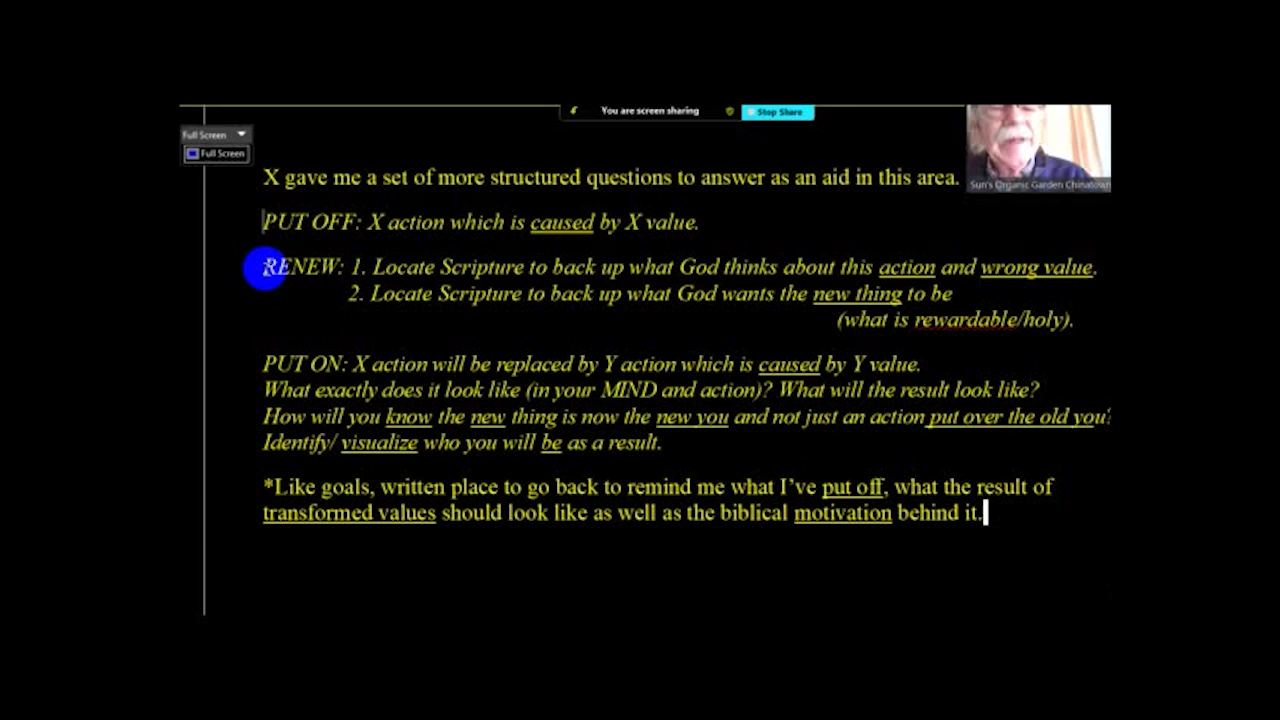 You are screen sharing
Stop Share
Full Screen
Full Screen
Sun's Organic Garden Chinatown
X gave me a set of more structured questions to answer as an aid in this area.
PUT OFF: X action which is caused by X value.
RENEW: 1. Locate Scripture to back up what God thinks about this action and wrong value.
2. Locate Scripture to back up what God wants the new thing to be
(what is rewardable/holy).
PUT ON: X action will be replaced by Y action which is caused by Y value.
What exactly does it look like (in your MIND and action)? What will the result look like?
How will you know the new thing is now the new you and not just an action put over the old you?
Identify/ visualize who you will be as a result.
*Like goals, written place to go back to remind me what I’ve put off, what the result of
transformed values should look like as well as the biblical motivation behind it.